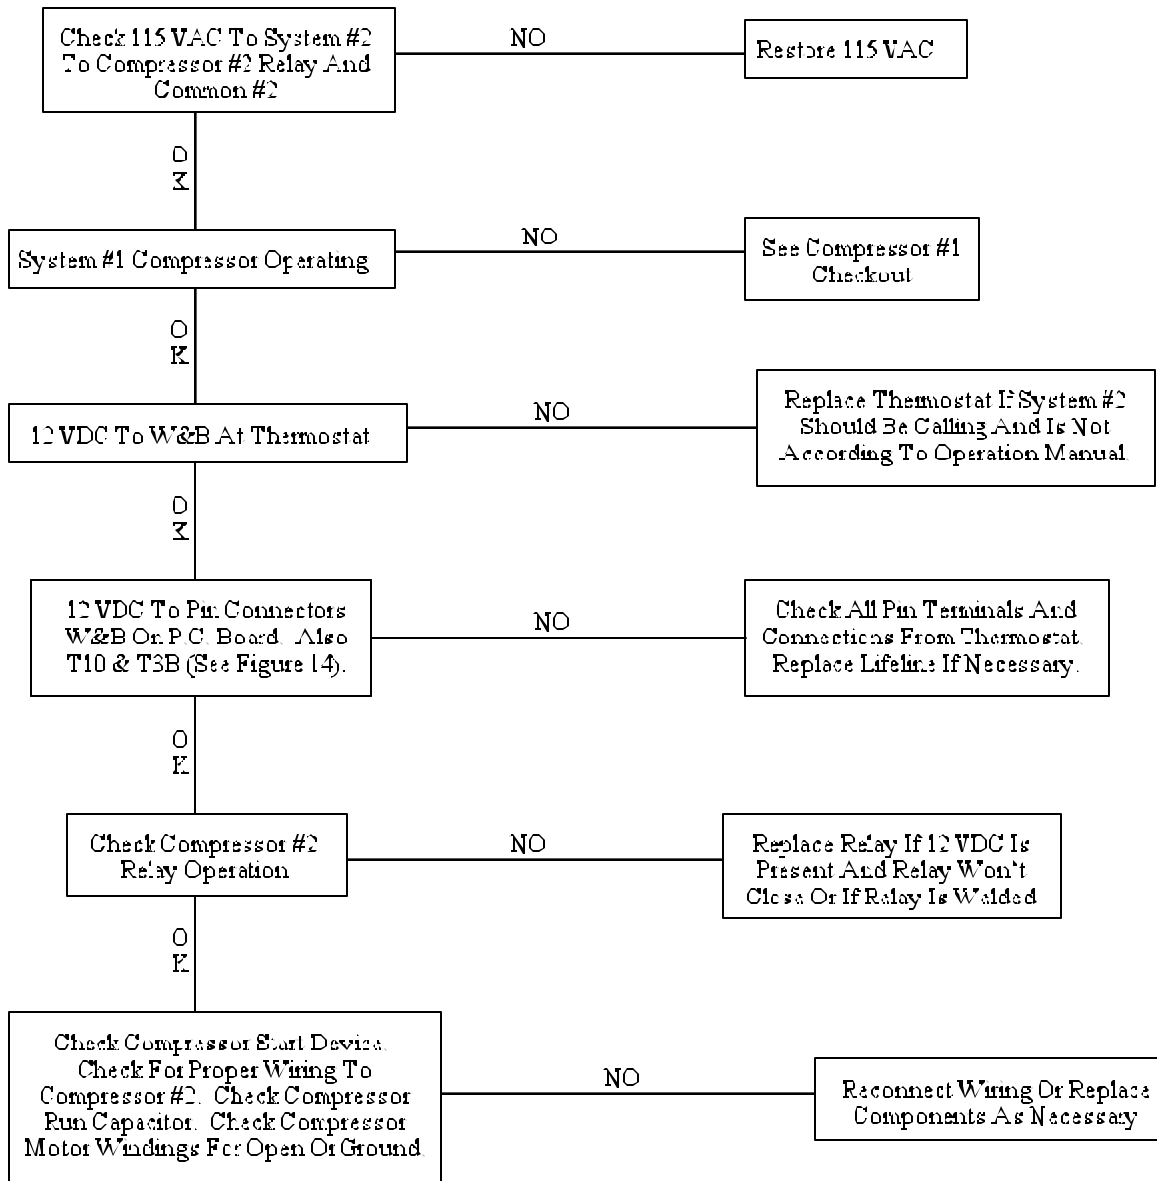 Check 115 VAC To System #2
To Compressor #2 Relay And
Common #2
NO
Restore 115 VAC
OK
System #1 Compressor Operating
NO
See Compressor #1
Checkout
OK
12 VDC To W&B At Thermostat
NO
Replace Thermostat If System #2
Should Be Calling And Is Not
According To Operation Manual.
OK
12 VDC To Pin Connectors
W&B On P.C. Board. Also
T10 & T3B (See Figure 14).
NO
Check All Pin Terminals And
Connections From Thermostat.
Replace Lifeline If Necessary.
OK
Check Compressor #2
Relay Operation
NO
Replace Relay If 12 VDC Is
Present And Relay Won't
Close Or If Relay Is Welded
OK
Check Compressor Start Device.
Check For Proper Wiring To
Compressor #2. Check Compressor
Run Capacitor. Check Compressor
Motor Windings For Open Or Ground.
NO
Reconnect Wiring Or Replace
Components As Necessary